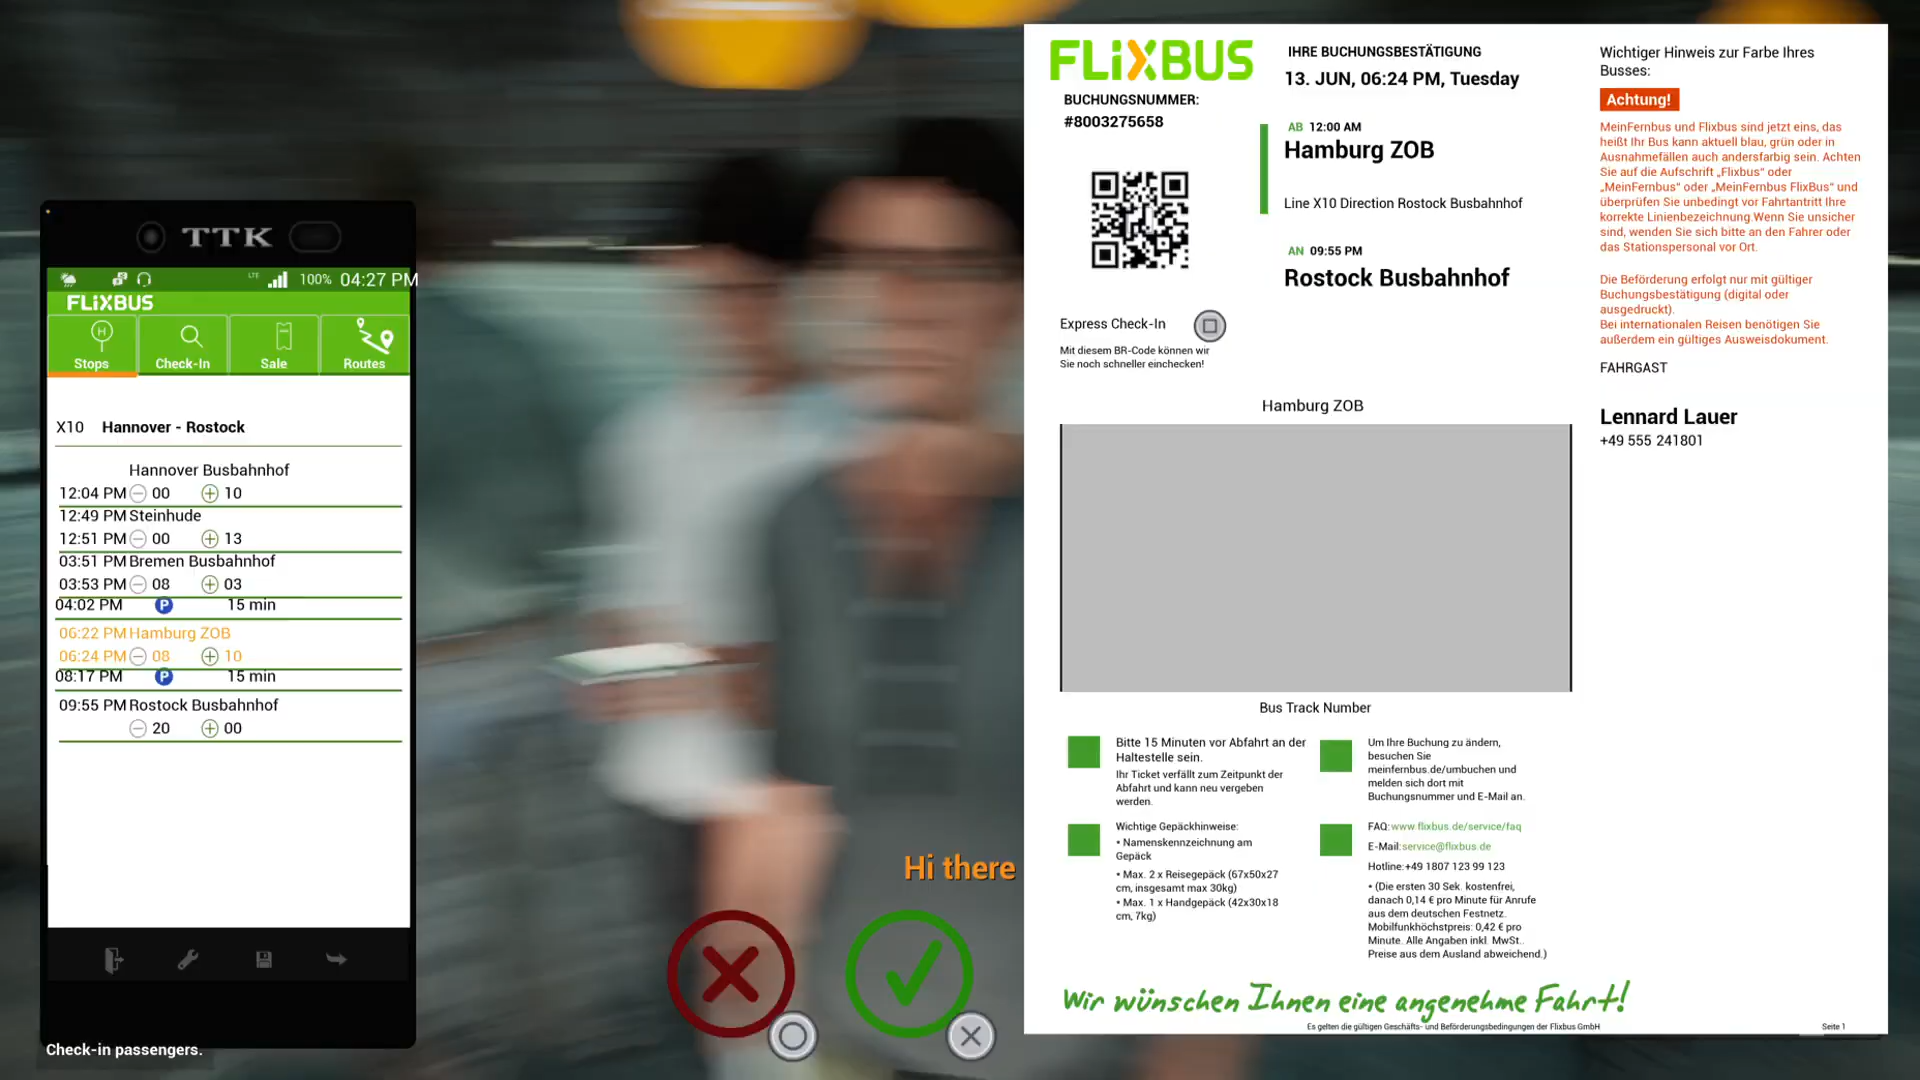 TTK
100% 04:27 PM
LTE
FLiXBUS
Stops
Check-In
Sale
Routes
X10 Hannover - Rostock
Hannover Busbahnhof
12:04 PM 00 10
12:49 PM Steinhude
12:51 PM 00 13
03:51 PM Bremen Busbahnhof
03:53 PM 08 03
04:02 PM P 15 min
06:22 PM Hamburg ZOB
06:24 PM 08 10
08:17 PM P 15 min
09:55 PM Rostock Busbahnhof
20 00
Check-in passengers.
Hi there
FLiXBUS
BUCHUNGSNUMMER:
#8003275658
Express Check-In
Mit diesem BR-Code können wir
Sie noch schneller einchecken!
IHRE BUCHUNGSBESTÄTIGUNG
13. JUN, 06:24 PM, Tuesday
AB 12:00 AM
Hamburg ZOB
Line X10 Direction Rostock Busbahnhof
AN 09:55 PM
Rostock Busbahnhof
Wichtiger Hinweis zur Farbe Ihres
Busses:
Achtung!
MeinFernbus und Flixbus sind jetzt eins, das
heißt Ihr Bus kann aktuell blau, grün oder in
Ausnahmefällen auch andersfarbig sein. Achten
Sie auf die Aufschrift „Flixbus“ oder
„MeinFernbus“ oder „MeinFernbus FlixBus“ und
überprüfen Sie unbedingt vor Fahrtantritt Ihre
korrekte Linienbezeichnung.Wenn Sie unsicher
sind, wenden Sie sich bitte an den Fahrer oder
das Stationspersonal vor Ort.
Die Beförderung erfolgt nur mit gültiger
Buchungsbestätigung (digital oder
ausgedruckt).
Bei internationalen Reisen benötigen Sie
außerdem ein gültiges Ausweisdokument.
FAHRGAST
Lennard Lauer
+49 555 241801
Hamburg ZOB
Bus Track Number
Bitte 15 Minuten vor Abfahrt an der
Haltestelle sein.
Ihr Ticket verfällt zum Zeitpunkt der
Abfahrt und kann neu vergeben
werden.
Wichtige Gepäckhinweise:
• Namenskennzeichnung am
Gepäck
• Max. 2 x Reisegepäck (67x50x27
cm, insgesamt max 30kg)
• Max. 1 x Handgepäck (42x30x18
cm, 7kg)
Um Ihre Buchung zu ändern,
besuchen Sie
meinfernbus.de/umbuchen und
melden sich dort mit
Buchungsnummer und E-Mail an.
FAQ:www.flixbus.de/service/faq
E-Mail:service@flixbus.de
Hotline:+49 1807 123 99 123
• (Die ersten 30 Sek. kostenfrei,
danach 0,14 € pro Minute für Anrufe
aus dem deutschen Festnetz.
Mobilfunkhöchstpreis: 0,42 € pro
Minute. Alle Angaben inkl. MwSt..
Preise aus dem Ausland abweichend.)
Wir wünschen Ihnen eine angenehme Fahrt!
Es gelten die gültigen Geschäfts- und Beförderungsbedingungen der Flixbus GmbH
Seite 1